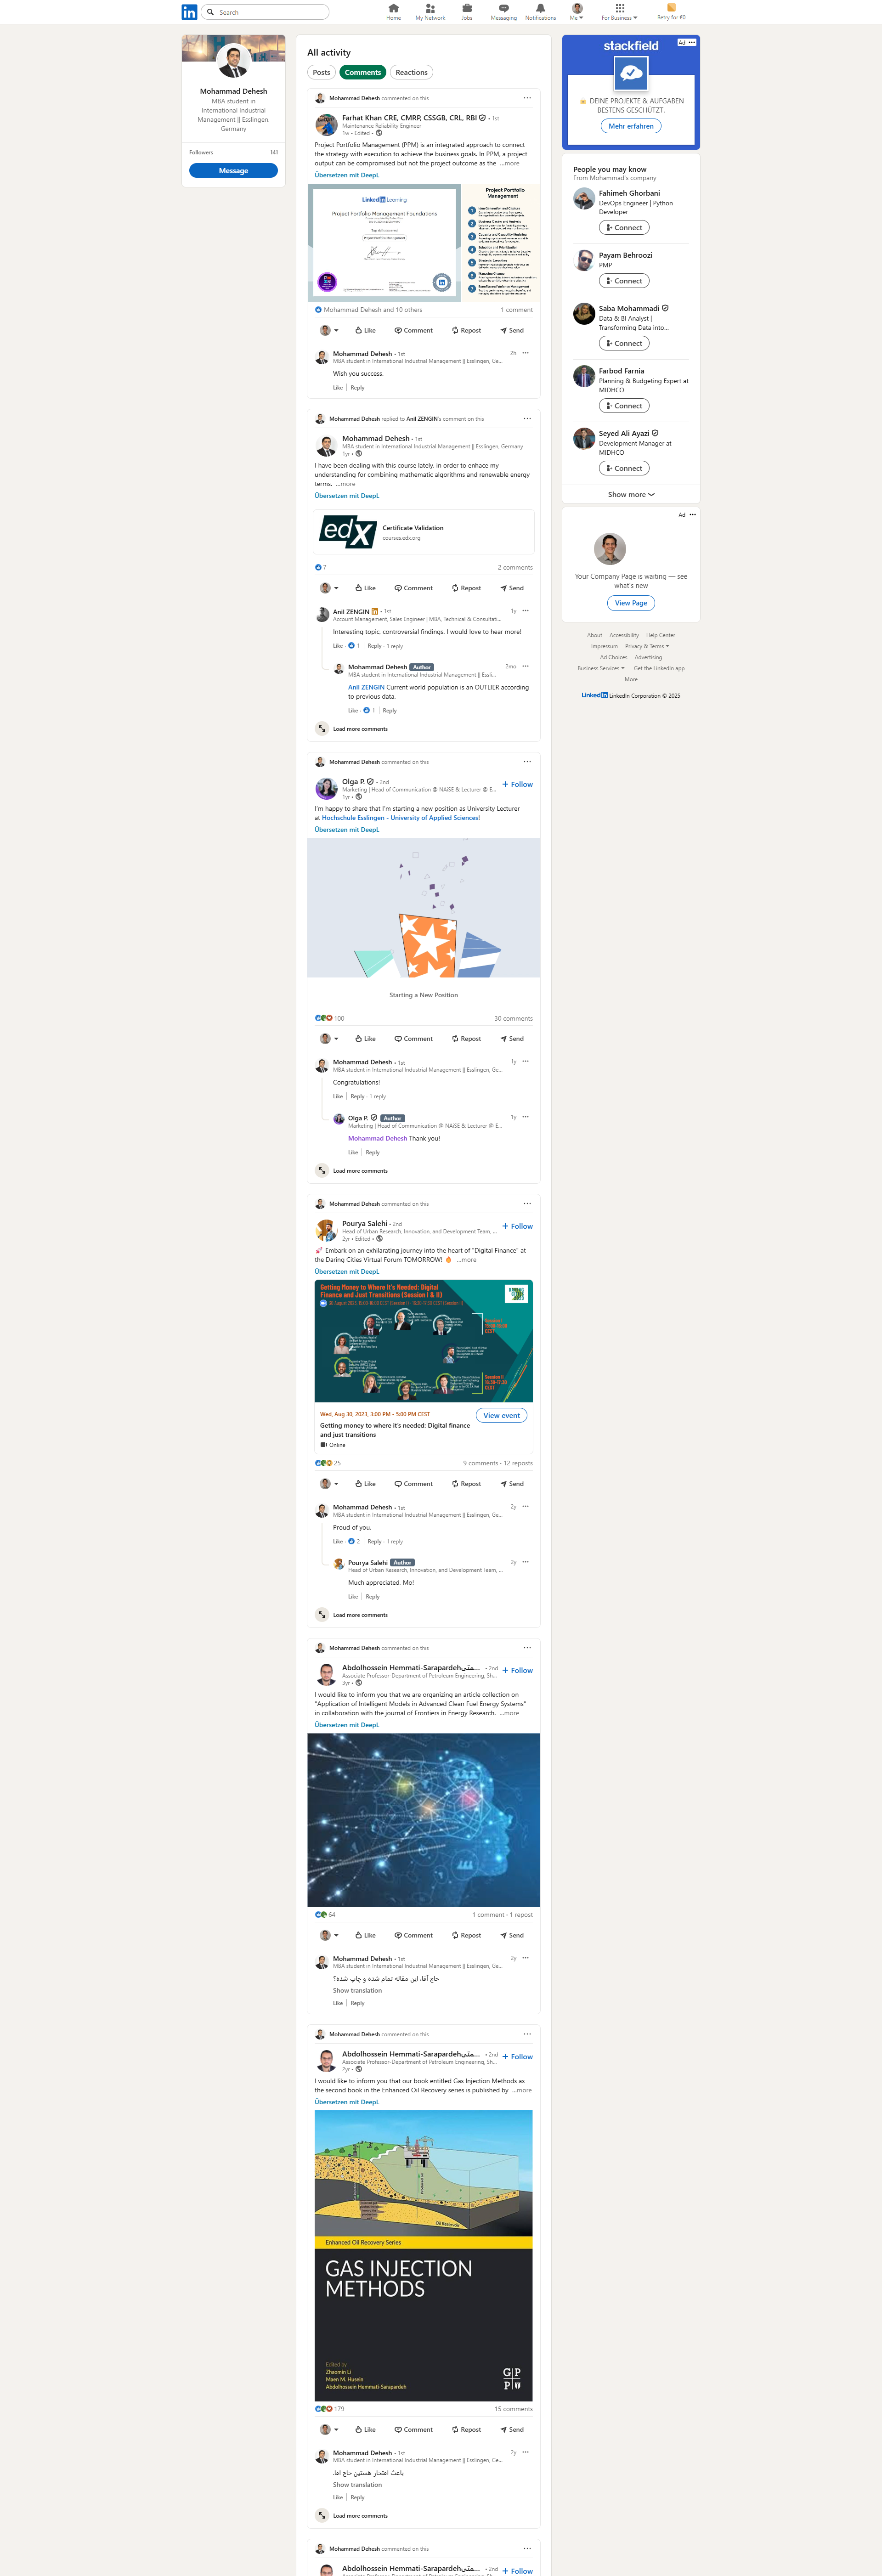 in
Search
Home
My Network
Jobs
Messaging
Notifications
Me
For Business
Retry for €0
Mohammad Dehesh
MBA student in
International Industrial
Management || Esslingen,
Germany
Followers 141
Message
All activity
Posts
Comments
Reactions
Mohammad Dehesh commented on this
Farhat Khan CRE, CMRP, CSSGB, CRL, RBI • 1st
Maintenance Reliability Engineer
1w • Edited •
Project Portfolio Management (PPM) is an integrated approach to connect
the strategy with execution to achieve the business goals. In PPM, a project
output can be compromised but not the project outcome as the ...more
Übersetzen mit DeepL
LinkedIn Learning
Project Portfolio Management Foundations
Project Portfolio Management
Project Portfolio
Management
1
2
3
4
5
6
7
Mohammad Dehesh and 10 others
1 comment
Like
Comment
Repost
Send
Mohammad Dehesh • 1st
2h
MBA student in International Industrial Management || Esslingen, Ge...
Wish you success.
Like
Reply
Mohammad Dehesh replied to Anil ZENGIN's comment on this
Mohammad Dehesh • 1st
MBA student in International Industrial Management || Esslingen, Germany
1yr •
I have been dealing with this course lately, in order to enhace my
understanding for combining mathematic algorithms and renewable energy
terms. ...more
Übersetzen mit DeepL
edX
Certificate Validation
courses.edx.org
7
2 comments
Like
Comment
Repost
Send
Anil ZENGIN in • 1st
1y
Account Management, Sales Engineer | MBA, Technical & Consultati...
Interesting topic, controversial findings. I would love to hear more!
Like · 1
Reply · 1 reply
Mohammad Dehesh Author
2mo
MBA student in International Industrial Management || Essli...
Anil ZENGIN Current world population is an OUTLIER according
to previous data.
Like · 1
Reply
Load more comments
Mohammad Dehesh commented on this
Olga P. • 2nd
Follow
Marketing | Head of Communication @ NAiSE & Lecturer @ E...
1yr •
I'm happy to share that I'm starting a new position as University Lecturer
at Hochschule Esslingen - University of Applied Sciences!
Übersetzen mit DeepL
Starting a New Position
100
30 comments
Like
Comment
Repost
Send
Mohammad Dehesh • 1st
1y
MBA student in International Industrial Management || Esslingen, Ge...
Congratulations!
Like
Reply · 1 reply
Olga P. Author
1y
Marketing | Head of Communication @ NAiSE & Lecturer @ E...
Mohammad Dehesh Thank you!
Like
Reply
Load more comments
Mohammad Dehesh commented on this
Pourya Salehi • 2nd
Follow
Head of Urban Research, Innovation, and Development Team, ...
2yr • Edited •
🚀 Embark on an exhilarating journey into the heart of "Digital Finance" at
the Daring Cities Virtual Forum TOMORROW! 🔥 ...more
Übersetzen mit DeepL
Getting Money to Where It's Needed: Digital
Finance and Just Transitions (Session I & II)
Session I
CEST
Session II
CEST
Wed, Aug 30, 2023, 3:00 PM - 5:00 PM CEST
View event
Getting money to where it's needed: Digital finance
and just transitions
Online
25
9 comments · 12 reposts
Like
Comment
Repost
Send
Mohammad Dehesh • 1st
2y
MBA student in International Industrial Management || Esslingen, Ge...
Proud of you.
Like · 2
Reply · 1 reply
Pourya Salehi Author
2y
Head of Urban Research, Innovation, and Development Team, ...
Much appreciated, Mo!
Like
Reply
Load more comments
Mohammad Dehesh commented on this
Abdolhossein Hemmati-Sarapardeh ... • 2nd
Follow
Associate Professor-Department of Petroleum Engineering, Sh...
3yr •
I would like to inform you that we are organizing an article collection on
"Application of Intelligent Models in Advanced Clean Fuel Energy Systems"
in collaboration with the journal of Frontiers in Energy Research. ...more
Übersetzen mit DeepL
64
1 comment · 1 repost
Like
Comment
Repost
Send
Mohammad Dehesh • 1st
2y
MBA student in International Industrial Management || Esslingen, Ge...
حاج آقا، این مقاله تمام شده و چاپ شده؟
Show translation
Like
Reply
Mohammad Dehesh commented on this
Abdolhossein Hemmati-Sarapardeh ... • 2nd
Follow
Associate Professor-Department of Petroleum Engineering, Sh...
2yr •
I would like to inform you that our book entitled Gas Injection Methods as
the second book in the Enhanced Oil Recovery series is published by ...more
Übersetzen mit DeepL
Oil Reservoir
Enhanced Oil Recovery Series
GAS INJECTION
METHODS
Edited by
Zhaomin Li
Maen M. Husein
Abdolhossein Hemmati-Sarapardeh
G P
P
179
15 comments
Like
Comment
Repost
Send
Mohammad Dehesh • 1st
2y
MBA student in International Industrial Management || Esslingen, Ge...
باعث افتخار هستین حاج اقا.
Show translation
Like
Reply
Load more comments
Mohammad Dehesh commented on this
Abdolhossein Hemmati-Sarapardeh ... • 2nd
Follow
stackfield
Ad
DEINE PROJEKTE & AUFGABEN
BESTENS GESCHÜTZT.
Mehr erfahren
People you may know
From Mohammad's company
Fahimeh Ghorbani
DevOps Engineer | Python
Developer
Connect
Payam Behroozi
PMP
Connect
Saba Mohammadi
Data & BI Analyst |
Transforming Data into...
Connect
Farbod Farnia
Planning & Budgeting Expert at
MIDHCO
Connect
Seyed Ali Ayazi
Development Manager at
MIDHCO
Connect
Show more
Ad
Your Company Page is waiting — see
what's new
View Page
About Accessibility Help Center
Impressum Privacy & Terms
Ad Choices Advertising
Business Services Get the LinkedIn app
More
LinkedIn LinkedIn Corporation © 2025